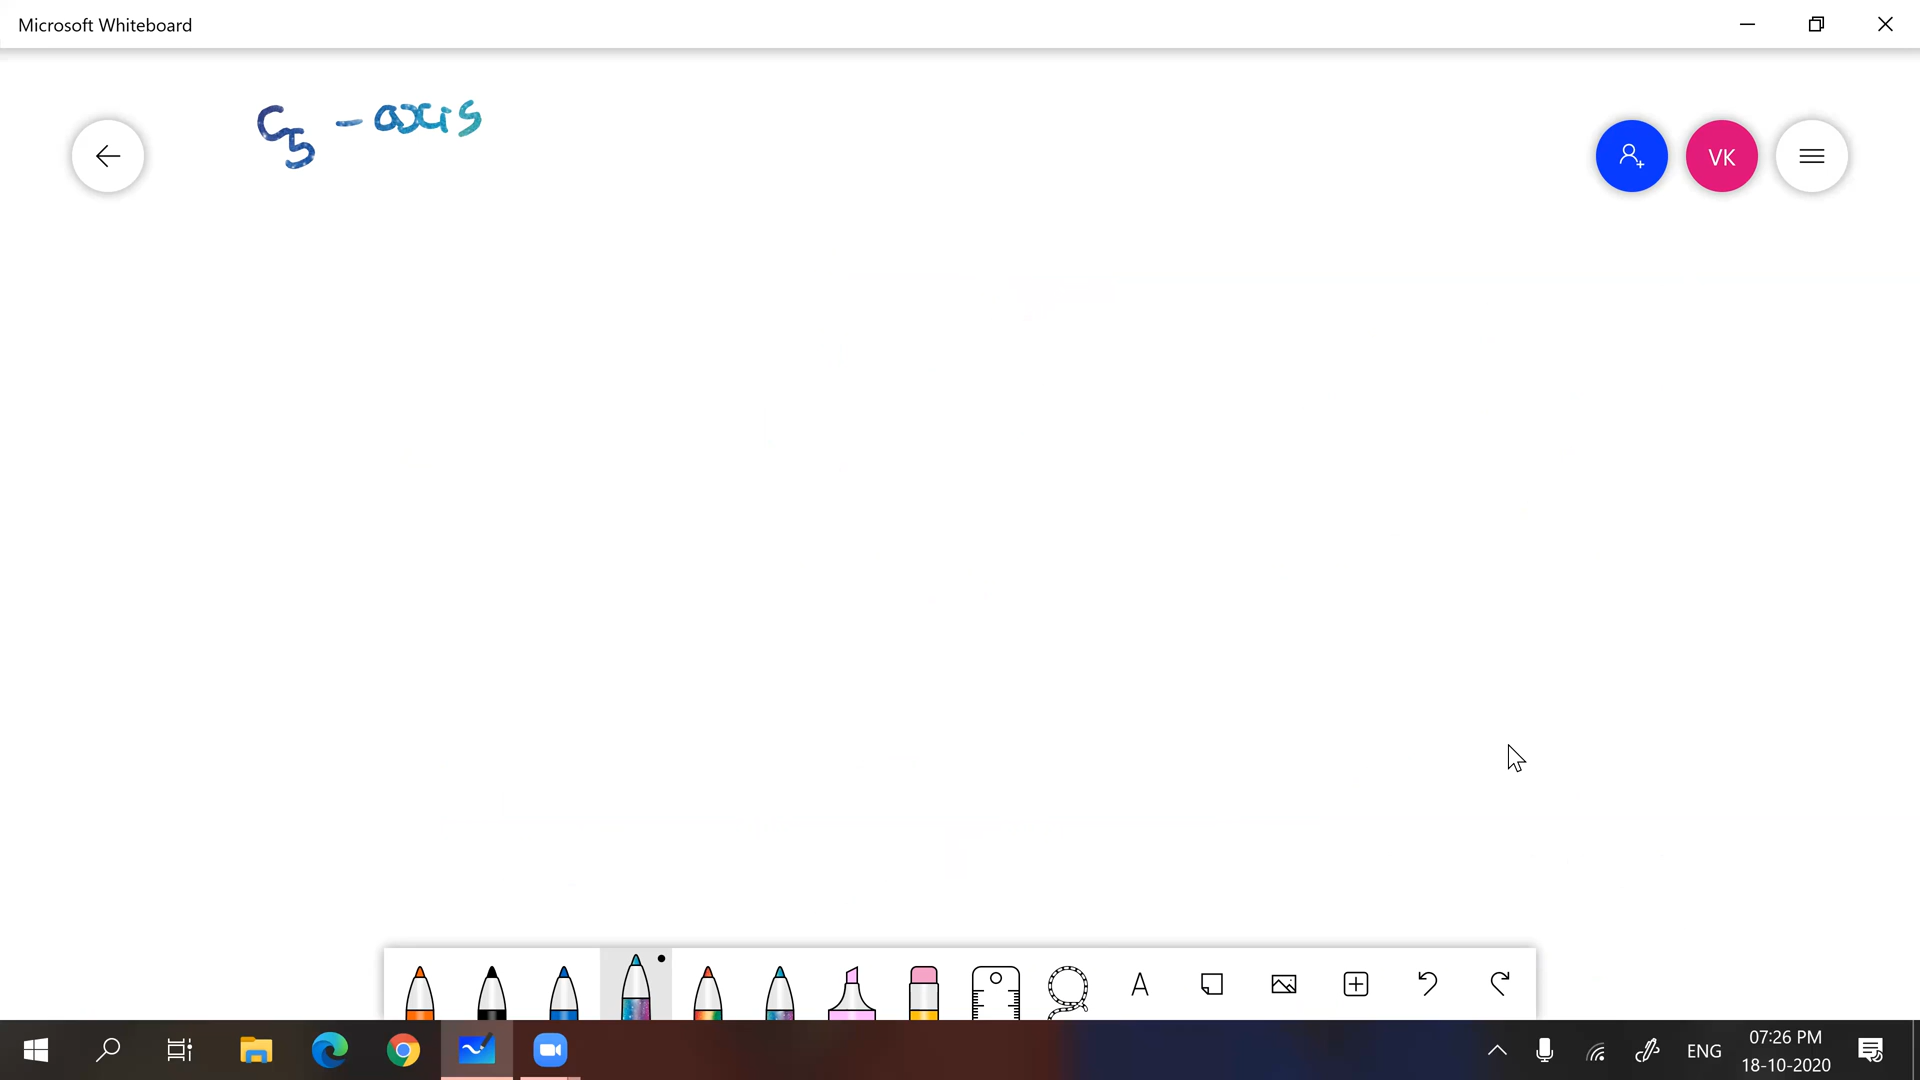 Microsoft Whiteboard
C5 - axis
VK
A
ENG
07:26 PM
18-10-2020